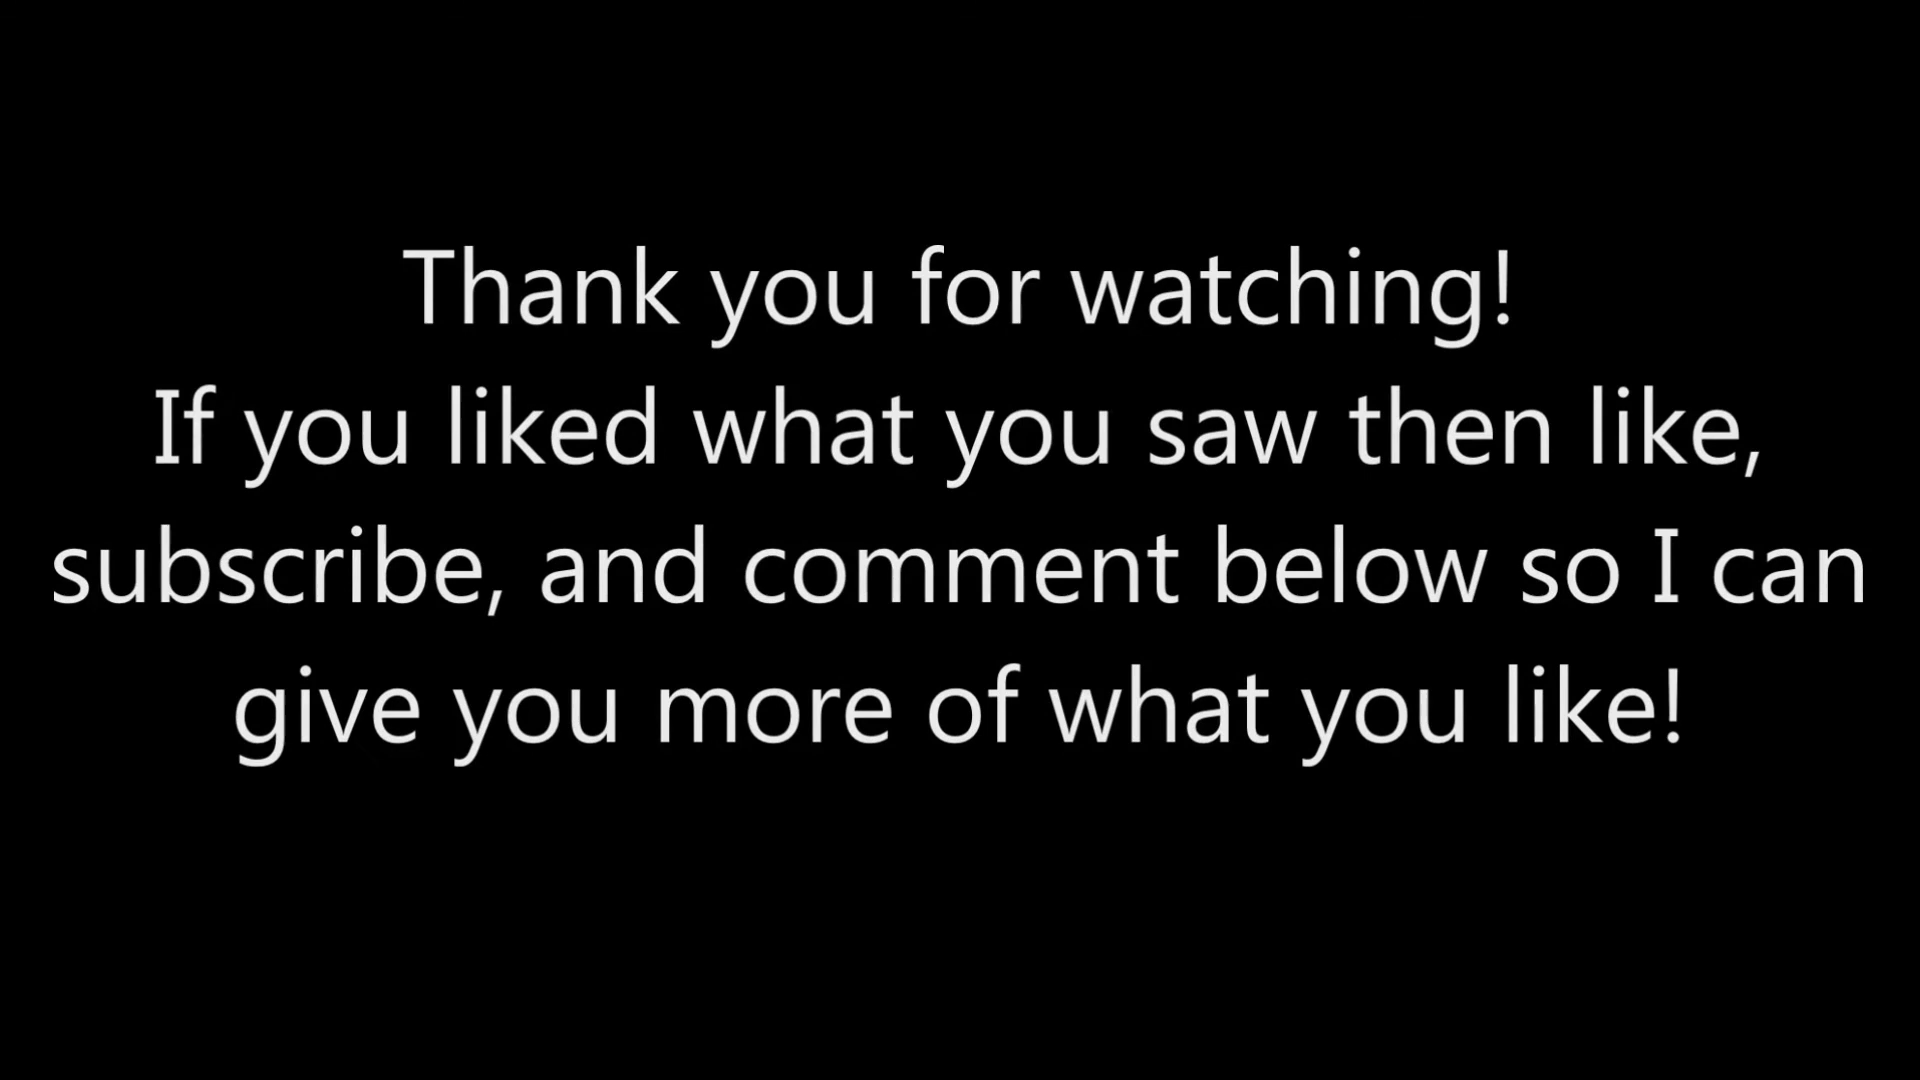 Thank you for watching!
If you liked what you saw then like,
subscribe, and comment below so I can
give you more of what you like!